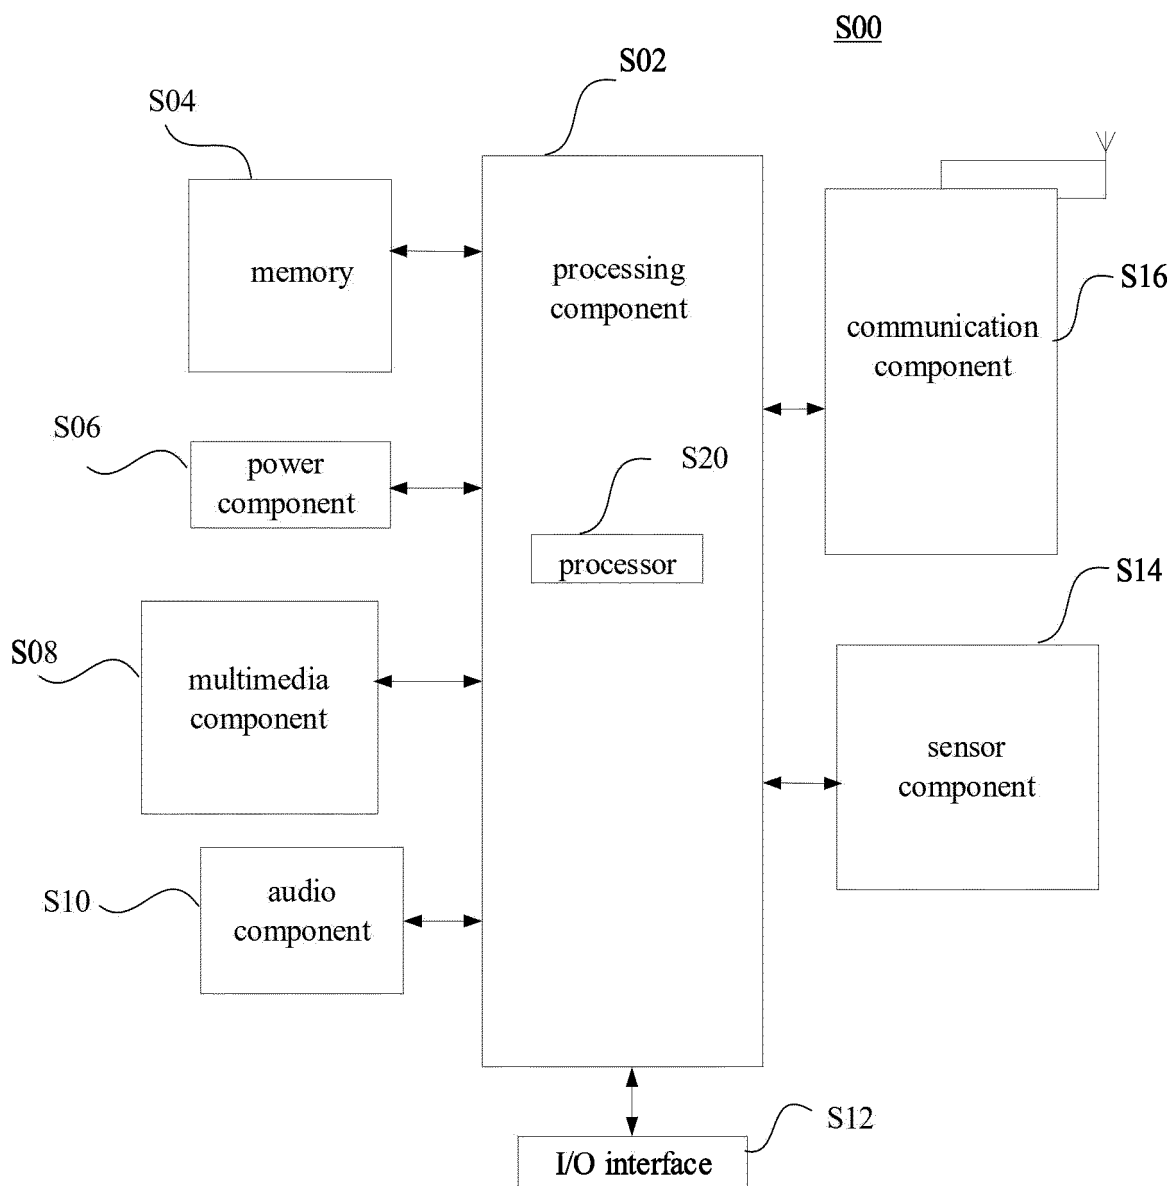 S00
S02
S04
memory
processing
component
S16
communication
component
S06
power
component
S20
processor
S14
S08
multimedia
component
sensor
component
S10
audio
component
S12
I/O interface